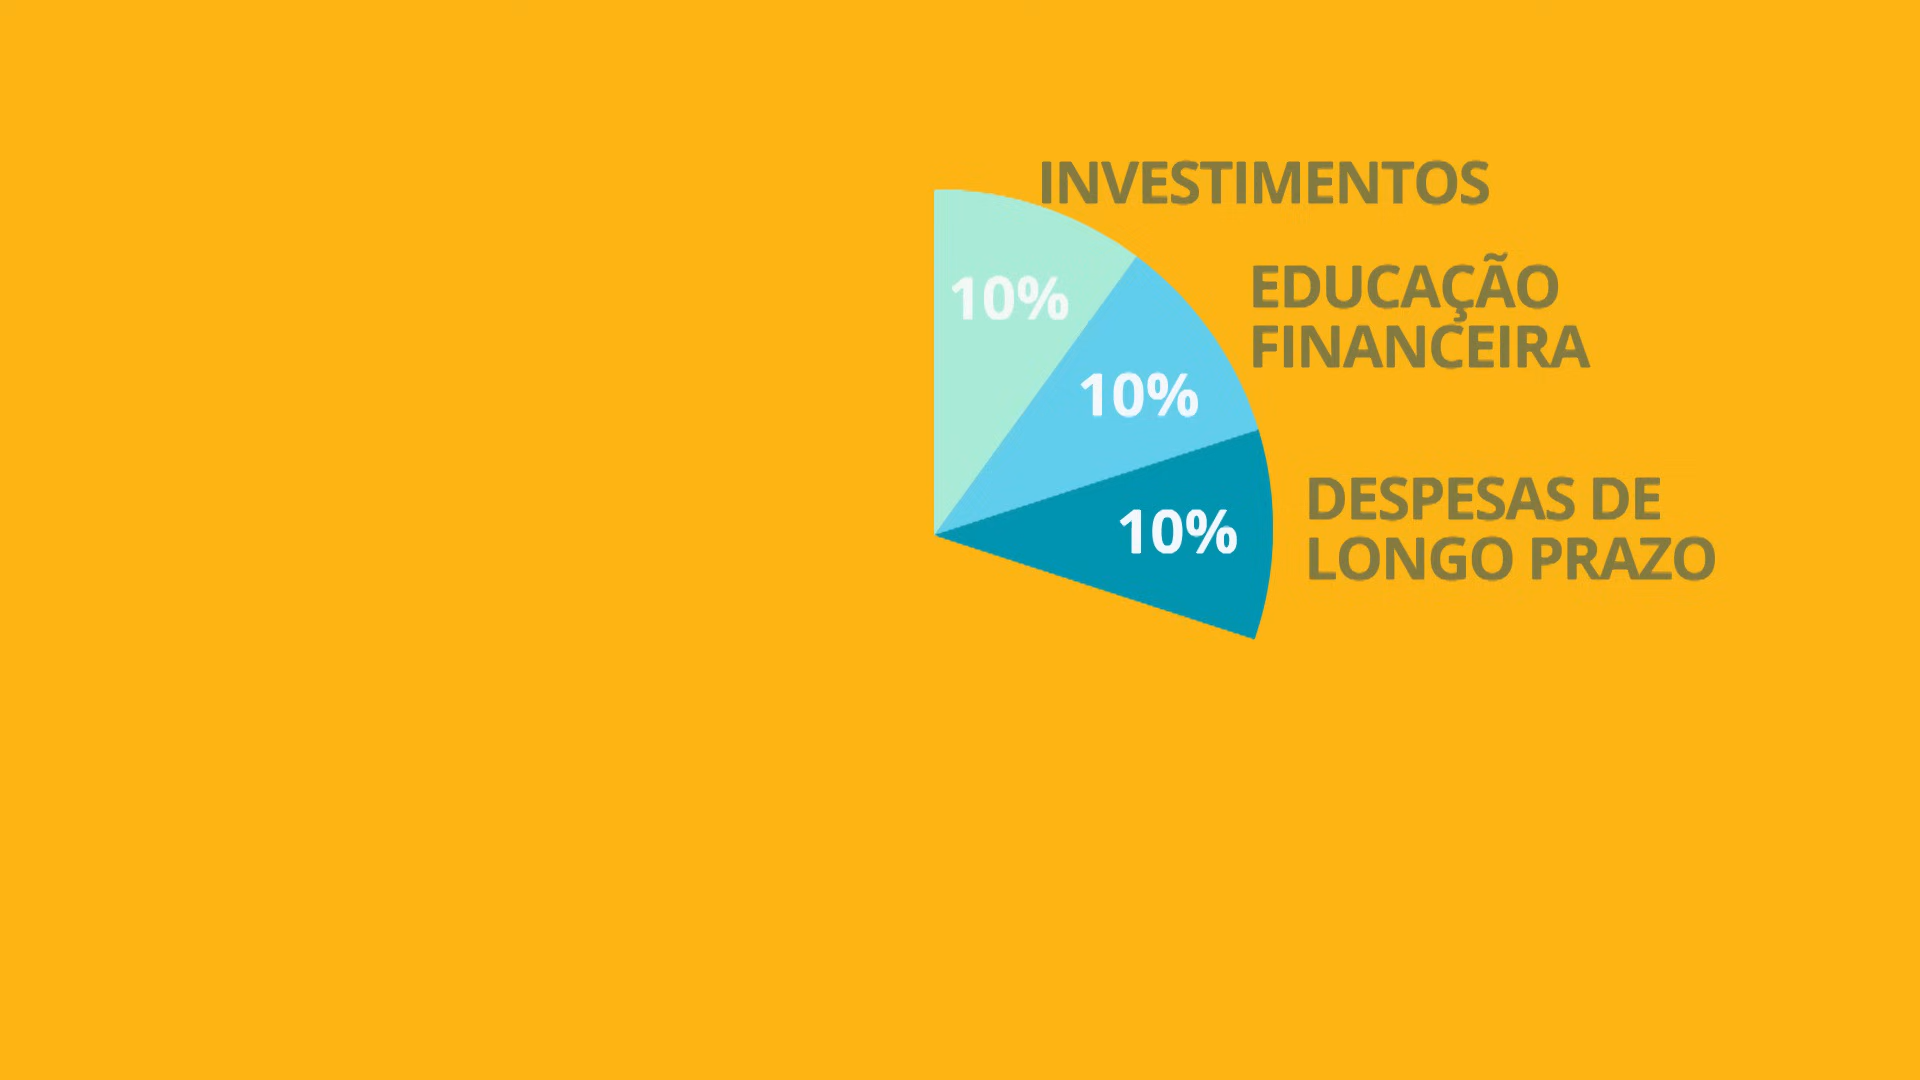 INVESTIMENTOS
10%
EDUCAÇÃO
FINANCEIRA
10%
DESPESAS DE
LONGO PRAZO
10%